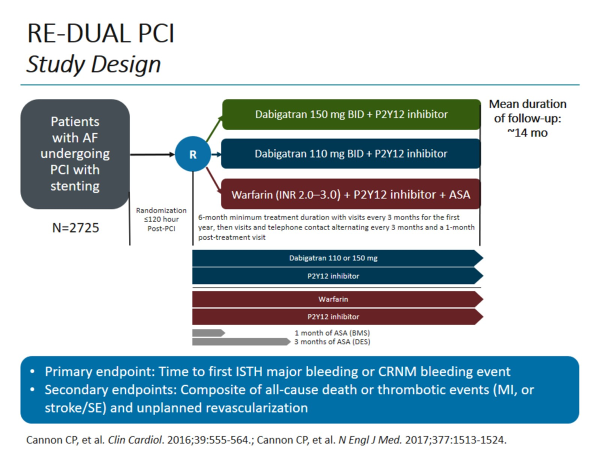 RE-DUAL PCI
Study Design
Patients
with AF
undergoing
PCI with
stenting
N=2725
R
Randomization
≤120 hour
Post-PCI
Dabigatran 150 mg BID + P2Y12 inhibitor
Dabigatran 110 mg BID + P2Y12 inhibitor
Warfarin (INR 2.0–3.0) + P2Y12 inhibitor + ASA
Mean duration
of follow-up:
~14 mo
6-month minimum treatment duration with visits every 3 months for the first
year, then visits and telephone contact alternating every 3 months and a 1-month
post-treatment visit
Dabigatran 110 or 150 mg
P2Y12 inhibitor
Warfarin
P2Y12 inhibitor
1 month of ASA (BMS)
3 months of ASA (DES)
• Primary endpoint: Time to first ISTH major bleeding or CRNM bleeding event
• Secondary endpoints: Composite of all-cause death or thrombotic events (MI, or
stroke/SE) and unplanned revascularization
Cannon CP, et al. Clin Cardiol. 2016;39:555-564.; Cannon CP, et al. N Engl J Med. 2017;377:1513-1524.